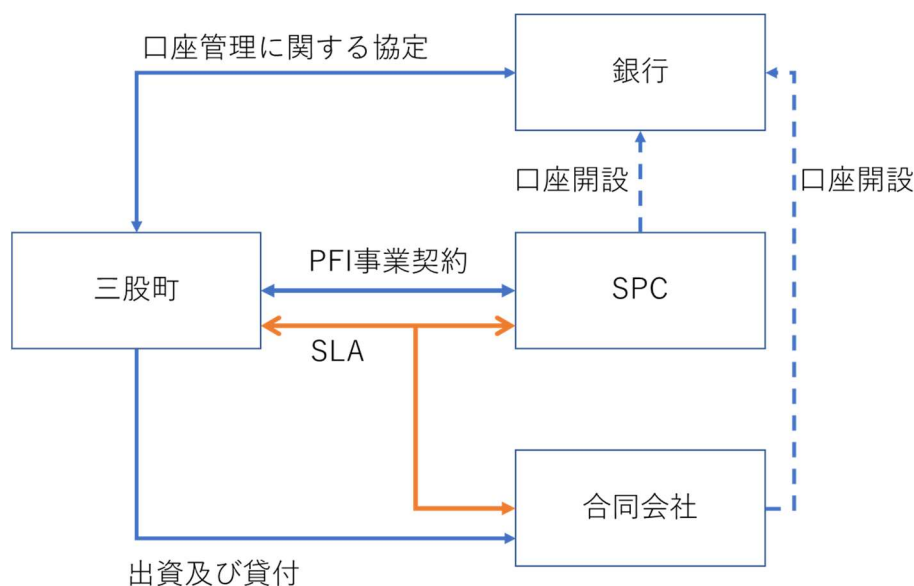 口座管理に関する協定
銀行
口座開設
口座開設
三股町
PFI事業契約
SPC
SLA
合同会社
出資及び貸付